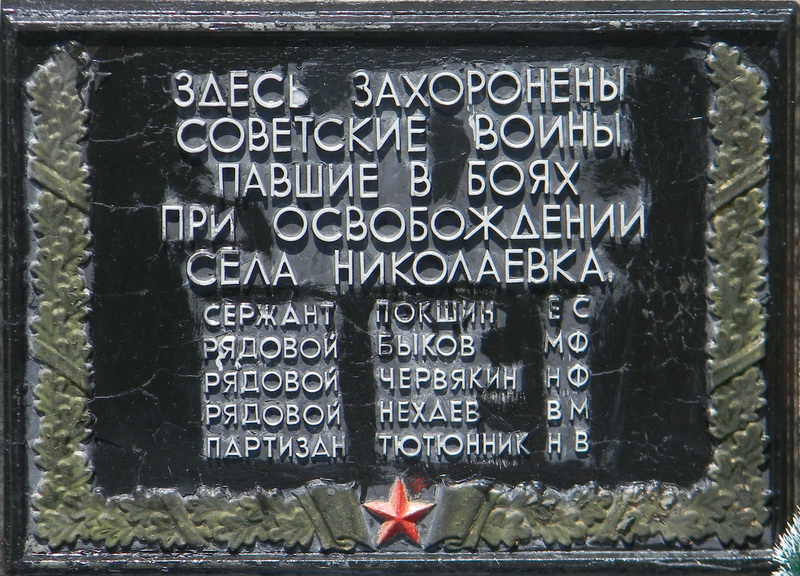 ЗДЕСЬ ЗАХОРОНЕНЫ
СОВЕТСКИЕ ВОИНЫ
ПАВШИЕ В БОЯХ
ПРИ ОСВОБОЖДЕНИИ
СЕЛА НИКОЛАЕВКА.
СЕРЖАНТ ПОКШИН Е С
РЯДОВОЙ БЫКОВ М Ф
РЯДОВОЙ ЧЕРВЯКИН Н Ф
РЯДОВОЙ НЕХАЕВ В М
ПАРТИЗАН ТЮТЮННИК Н В